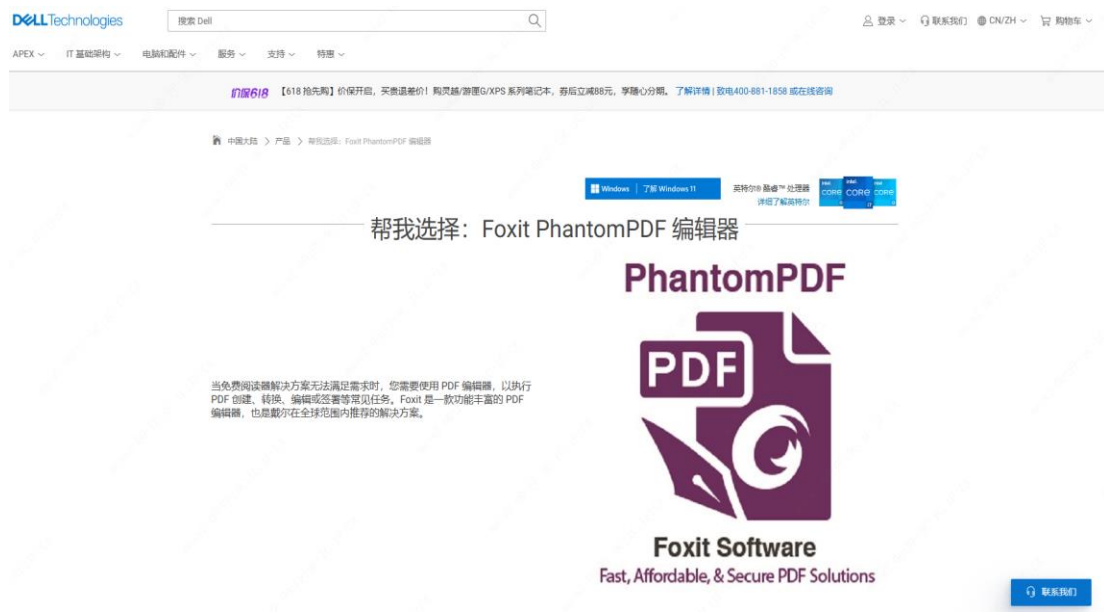 DELLTechnologies
搜索 Dell
登录
联系我们
CN/ZH
购物车
APEX
IT 基础架构
电脑和配件
服务
支持
特惠
价保618 【618 抢先购】价保开启，买贵退差价！购灵越/游匣G/XPS 系列笔记本，券后立减88元，享随心分期。 了解详情 | 致电400-881-1858 或在线咨询
中国大陆 > 产品 > 帮我选择：Foxit PhantomPDF 编辑器
Windows | 了解 Windows 11
英特尔® 酷睿™ 处理器
详细了解英特尔
CORE CORE CORE
帮我选择：Foxit PhantomPDF 编辑器
PhantomPDF
PDF
当免费阅读器解决方案无法满足需求时，您需要使用 PDF 编辑器，以执行
PDF 创建、转换、编辑或签署等常见任务。Foxit 是一款功能丰富的 PDF
编辑器，也是戴尔在全球范围内推荐的解决方案。
Foxit Software
Fast, Affordable, & Secure PDF Solutions
联系我们